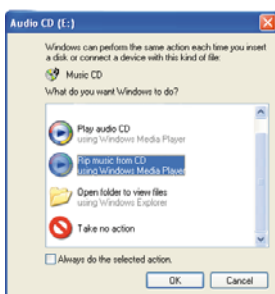 Audio CD (E:)
Windows can perform the same action each time you insert
a disk or connect a device with this kind of file:
Music CD
What do you want Windows to do?
Play audio CD
using Windows Media Player
Rip music from CD
using Windows Media Player
Open folder to view files
using Windows Explorer
Take no action
Always do the selected action.
OK
Cancel